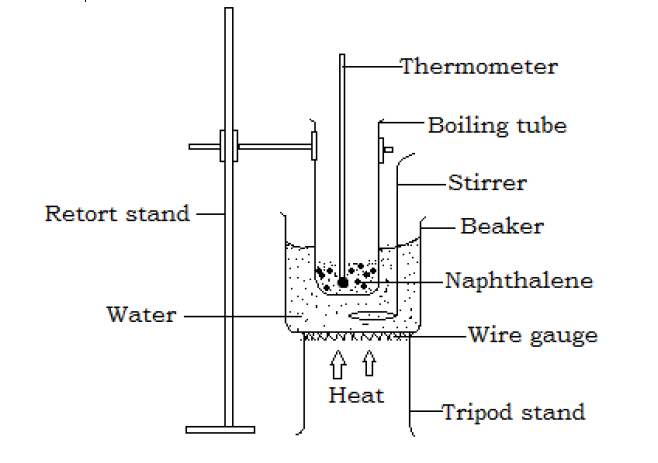 Thermometer
Boiling tube
Stirrer
Retort stand
Beaker
Naphthalene
Water
Wire gauge
Heat
Tripod stand